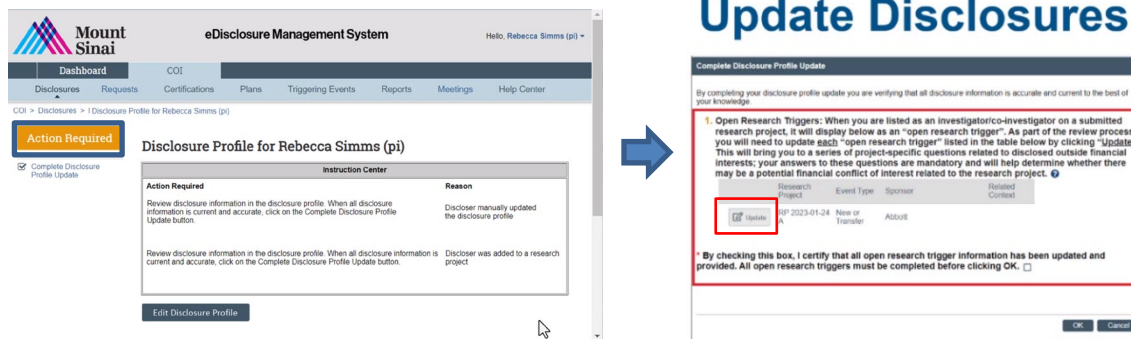 Mount
Sinai
eDisclosure Management System
Hello, Rebecca Simms (pi)
Dashboard COI
Disclosures Requests Certifications Plans Triggering Events Reports Meetings Help Center
COI > Disclosures > I Disclosure Profile for Rebecca Simms (pi)
Action Required
Complete Disclosure
Profile Update
Disclosure Profile for Rebecca Simms (pi)
Instruction Center
Action Required Reason
Review disclosure information in the disclosure profile. When all disclosure
information is current and accurate, click on the Complete Disclosure Profile
Update button.
Discloser manually updated
the disclosure profile
Review disclosure information in the disclosure profile. When all disclosure information is
current and accurate, click on the Complete Disclosure Profile Update button.
Discloser was added to a research
project
Edit Disclosure Profile
Update Disclosures
Complete Disclosure Profile Update
By completing your disclosure profile update you are verifying that all disclosure information is accurate and current to the best of
your knowledge.
1. Open Research Triggers: When you are listed as an investigator/co-investigator on a submitted
research project, it will display below as an "open research trigger". As part of the review process
you will need to update each "open research trigger" listed in the table below by clicking "Update
This will bring you to a series of project-specific questions related to disclosed outside financial
interests; your answers to these questions are mandatory and will help determine whether there
may be a potential financial conflict of interest related to the research project.
Research
Project
Event Type Sponsor
Related
Context
Update
RP 2023-01-24
A
New or
Transfer
Abbott
* By checking this box, I certify that all open research trigger information has been updated and
provided. All open research triggers must be completed before clicking OK.
OK Cancel